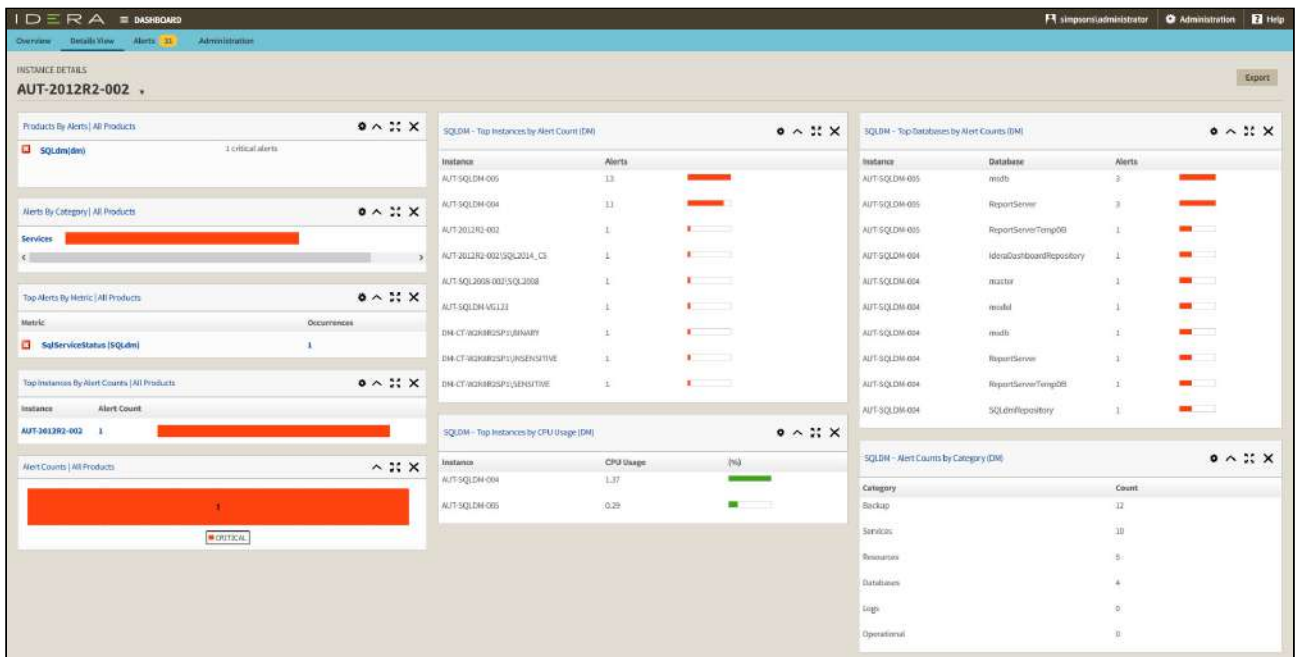 IDERA DASHBOARD simpsons\administrator Administration Help
Overview Details View Alerts 31 Administration
INSTANCE DETAILS
AUT-2012R2-002
Export
Products By Alerts | All Products
SQLdm(dm) 1 critical alerts
Alerts By Category | All Products
Services
Top Alerts By Metric | All Products
Metric Occurrences
SqlServiceStatus (SQLdm) 1
Top Instances By Alert Counts | All Products
Instance Alert Count
AUT-2012R2-002 1
Alert Counts | All Products
1
CRITICAL
SQLDM - Top Instances by Alert Count (DM)
Instance Alerts
AUT-SQLDM-005 13
AUT-SQLDM-004
AUT-2012R2-002 1
AUT-2012R2-002\SQL2014_CS 1
AUT-SQL2008-002\SQL2008 1
AUT-SQLDM-VG123 1
DM-CT-W2K8R2SP1\BINARY 1
DM-CT-W2K8R2SP1\INSENSITIVE 1
DM-CT-W2K8R2SP1\SENSITIVE 1
SQLDM - Top Instances by CPU Usage (DM)
Instance CPU Usage (%)
AUT-SQLDM-004 1.37
AUT-SQLDM-005 0.29
SQLDM - Top Databases by Alert Counts (DM)
Instance Database Alerts
AUT-SQLDM-005 msdb 3
AUT-SQLDM-005 ReportServer 3
AUT-SQLDM-005 ReportServerTempDB 1
AUT-SQLDM-004 IderaDashboardRepository 1
AUT-SQLDM-004 master 1
AUT-SQLDM-004 model 1
AUT-SQLDM-004 msdb 1
AUT-SQLDM-004 ReportServer 1
AUT-SQLDM-004 ReportServerTempDB 1
AUT-SQLDM-004 SQLdmRepository 1
SQLDM - Alert Counts by Category (DM)
Category Count
Backup 12
Services 10
Resources 5
Databases 4
Logs 0
Operational 0